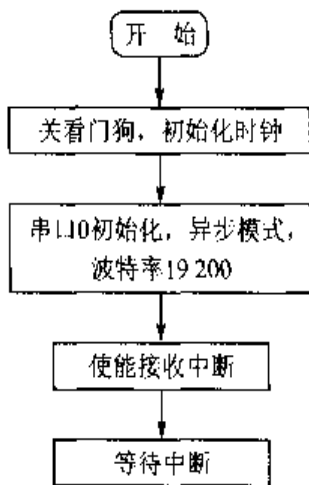 开 始
关看门狗，初始化时钟
串口0初始化，异步模式，
波特率19 200
使能接收中断
等待中断